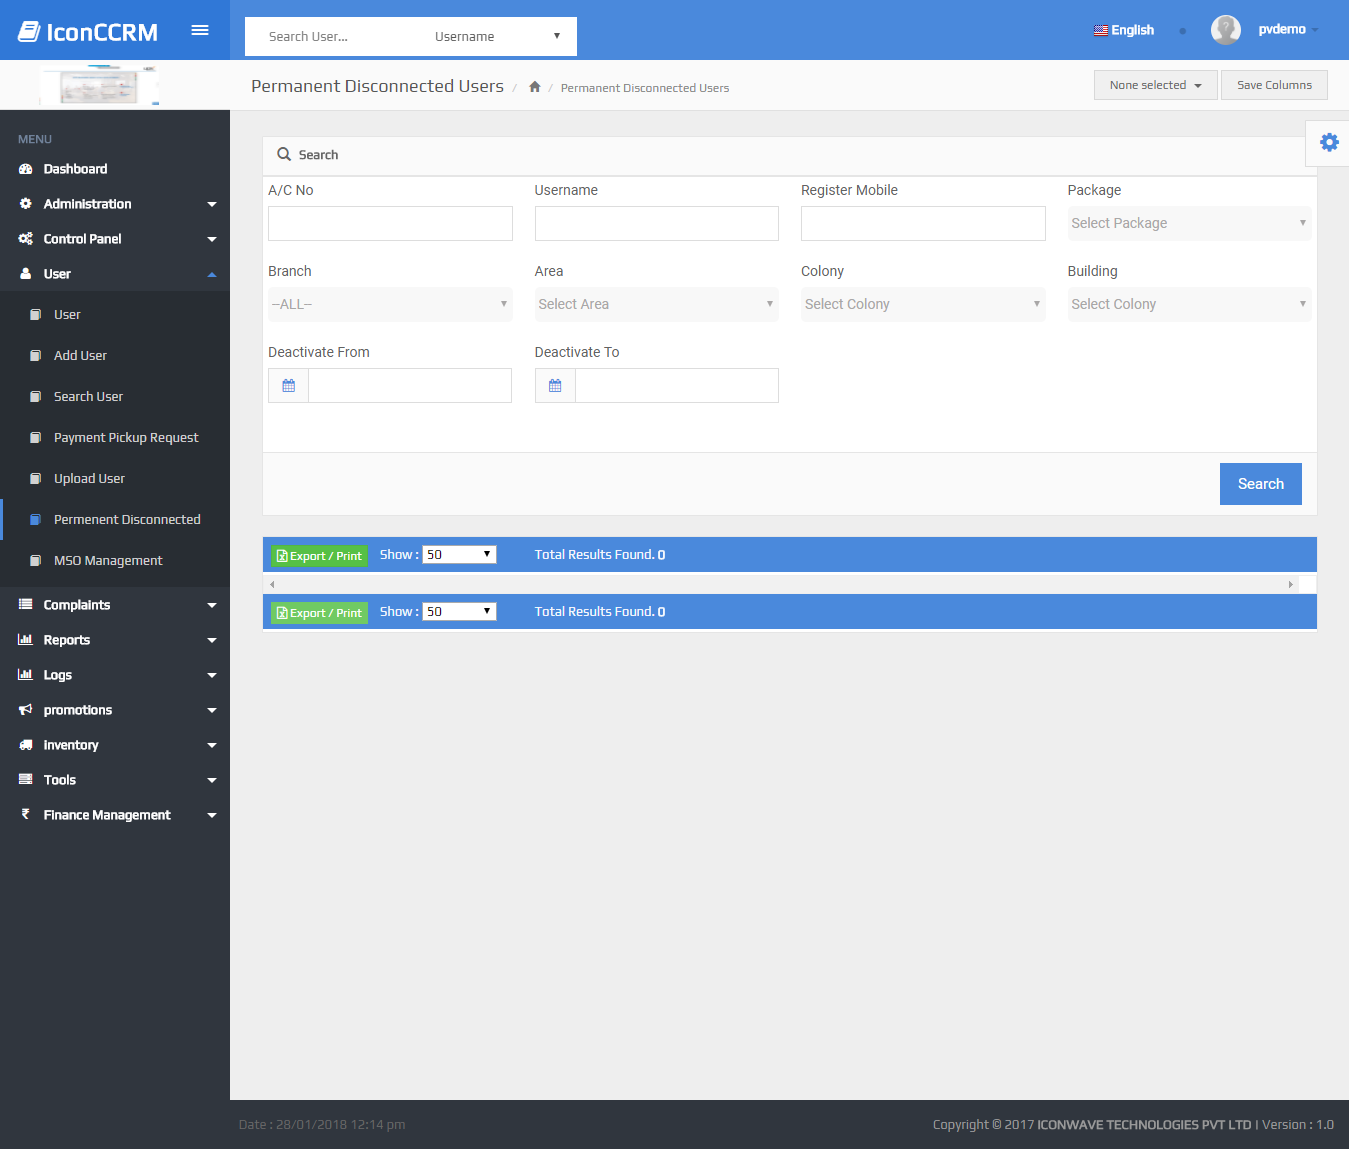 IconCCRM
Search User...
Username
English
pvdemo
Permanent Disconnected Users / / Permanent Disconnected Users
None selected
Save Columns
MENU
Dashboard
Administration
Control Panel
User
User
Add User
Search User
Payment Pickup Request
Upload User
Permenent Disconnected
MSO Management
Complaints
Reports
Logs
promotions
Inventory
Tools
₹ Finance Management
Search
A/C No
Username
Register Mobile
Package
Select Package
Branch
Area
Colony
Building
--ALL--
Select Area
Select Colony
Select Colony
Deactivate From
Deactivate To
Search
Export / Print Show : 50 Total Results Found. 0
Export / Print Show : 50 Total Results Found. 0
Date : 28/01/2018 12:14 pm
Copyright © 2017 ICONWAVE TECHNOLOGIES PVT LTD | Version : 1.0